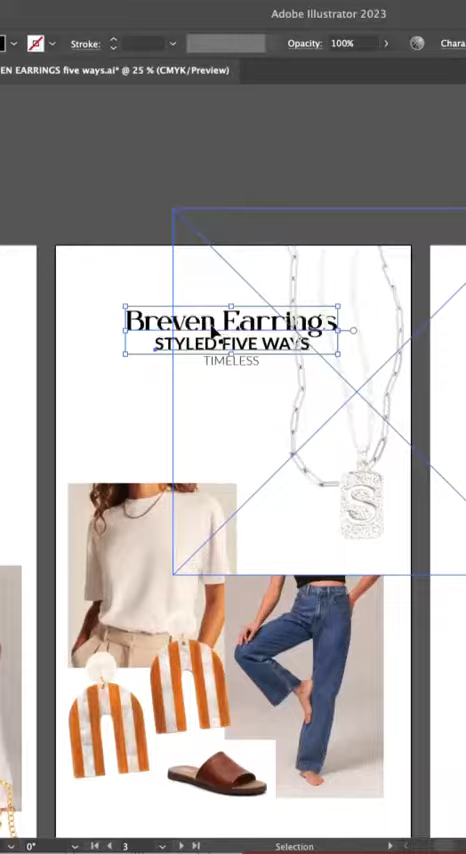 Adobe Illustrator 2023
Stroke:
Opacity: 100%
Chara
EN EARRINGS five ways.ai* @ 25 % (CMYK/Preview)
Breven Earrings
STYLED FIVE WAYS
TIMELESS
S
0°
3
Selection